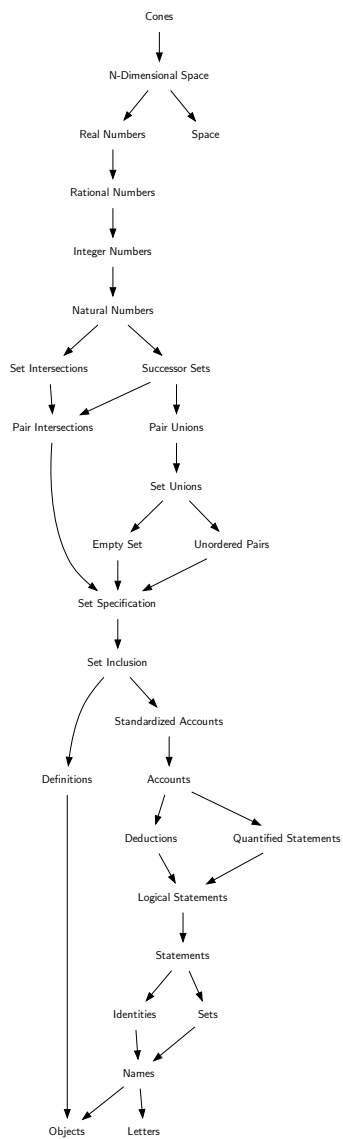 Cones
N-Dimensional Space
Real Numbers Space
Rational Numbers
Integer Numbers
Natural Numbers
Set Intersections Successor Sets
Pair Intersections Pair Unions
Set Unions
Empty Set Unordered Pairs
Set Specification
Set Inclusion
Standardized Accounts
Definitions Accounts
Deductions Quantified Statements
Logical Statements
Statements
Identities Sets
Names
Objects Letters